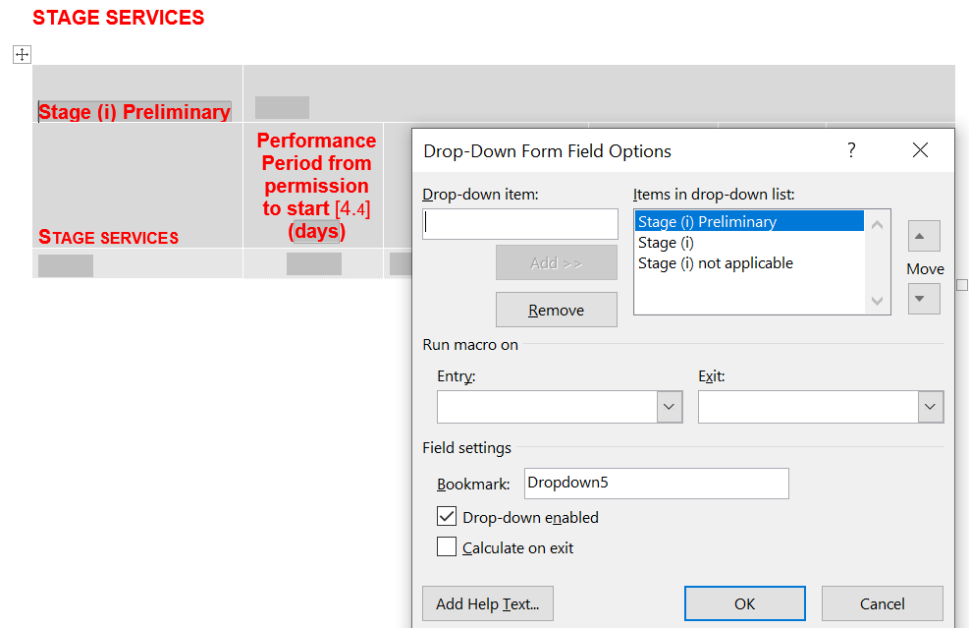 STAGE SERVICES
Stage (i) Preliminary
Performance
Period from
permission
to start [4.4]
(days)
STAGE SERVICES
Drop-Down Form Field Options
?
Drop-down item:
Items in drop-down list:
Stage (i) Preliminary
Stage (i)
Stage (i) not applicable
Add >>
Remove
Move
Run macro on
Entry:
Exit:
Field settings
Bookmark:
Dropdown5
Drop-down enabled
Calculate on exit
Add Help Text...
OK
Cancel